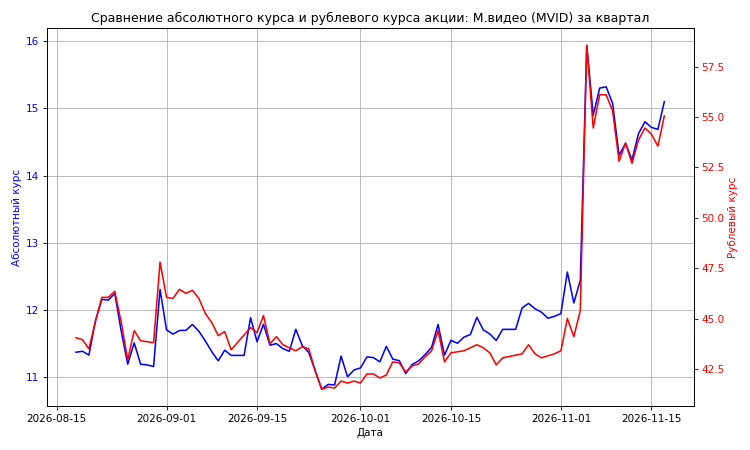 Сравнение абсолютного курса и рублевого курса акции: М.видео (MVID) за квартал
16
15
14
13
12
11
Абсолютный курс
57.5
55.0
52.5
50.0
47.5
45.0
42.5
Рублевый курс
2026-08-15 2026-09-01 2026-09-15 2026-10-01 2026-10-15 2026-11-01 2026-11-15
Дата